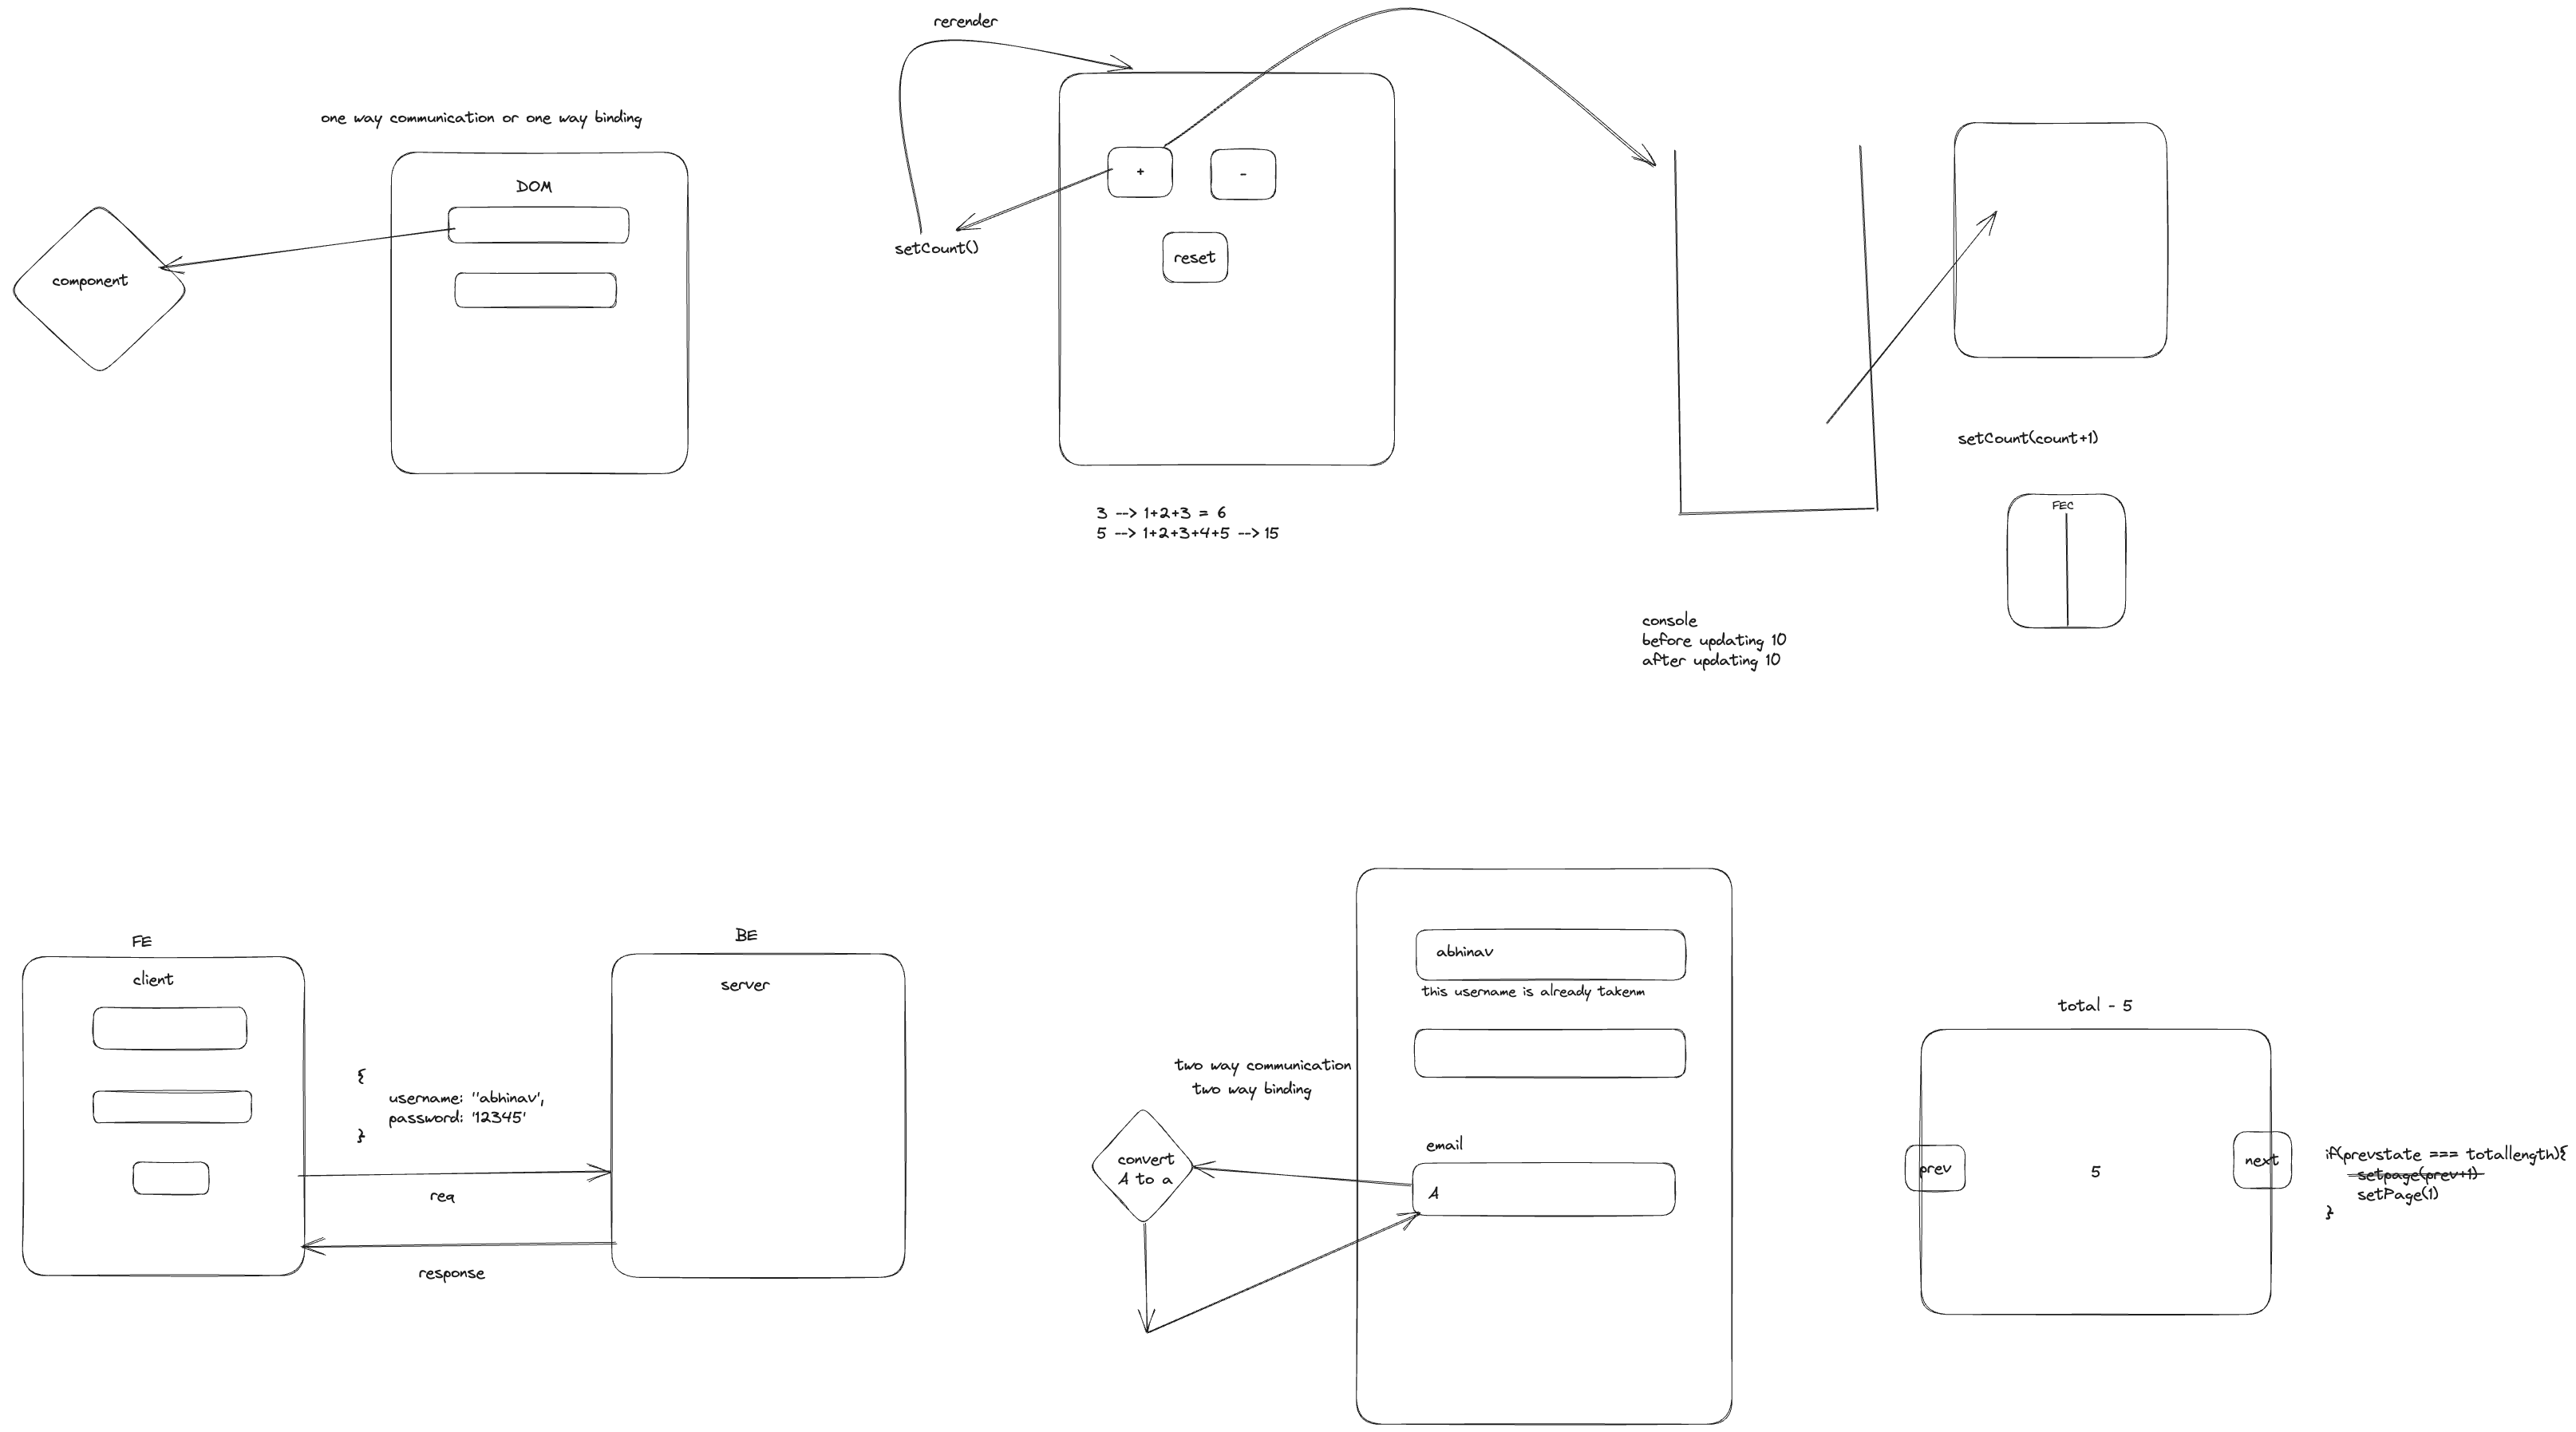 rerender
one way communication or one way binding
DOM
component
+
-
setCount()
reset
setCount(count+1)
FEC
3 --> 1+2+3 = 6
5 --> 1+2+3+4+5 --> 15
console
before updating 10
after updating 10
FE
client
BE
server
{
username: ''abhinav',
password: '12345'
}
req
response
abhinav
this username is already takenm
two way communication
two way binding
email
convert
A to a
A
total - 5
prev
5
next
if(prevstate === totallength){
setpage(prev+1)
setPage(1)
}